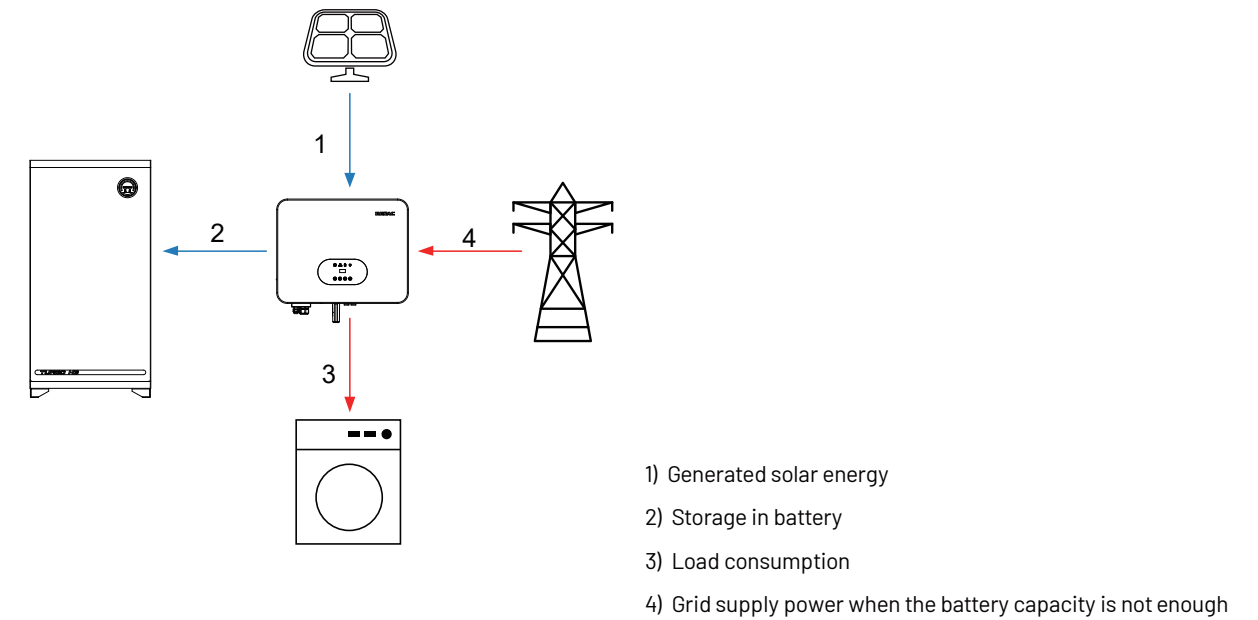 1
2
4
3
1) Generated solar energy
2) Storage in battery
3) Load consumption
4) Grid supply power when the battery capacity is not enough